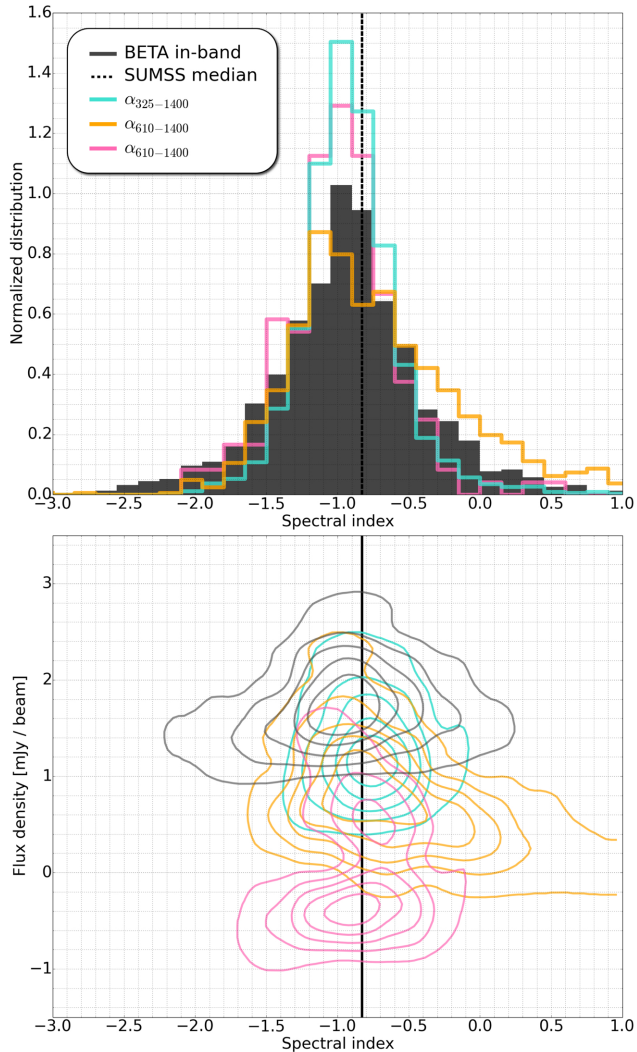 1.6
1.4
1.2
1.0
0.8
0.6
0.4
0.2
0.0
Normalized distribution
BETA in-band
SUMSS median
α325−1400
α610−1400
α610−1400
−3.0 −2.5 −2.0 −1.5 −1.0 −0.5 0.0 0.5 1.0
Spectral index
3
2
1
0
−1
Flux density [mJy / beam]
−3.0 −2.5 −2.0 −1.5 −1.0 −0.5 0.0 0.5 1.0
Spectral index